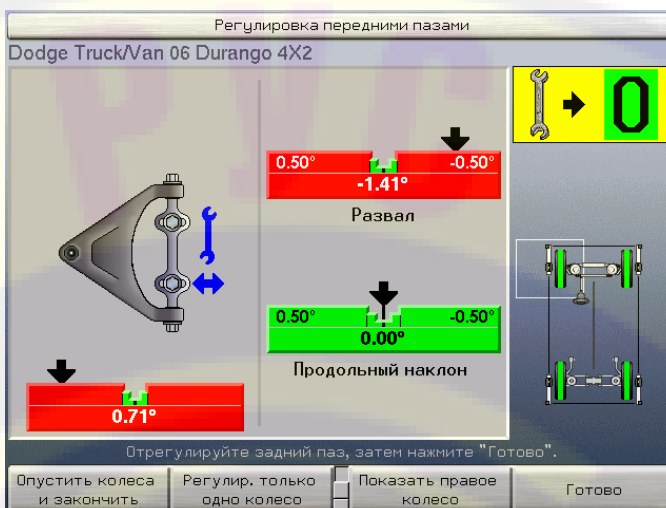 Регулировка передними пазами
Dodge Truck/Van 06 Durango 4X2
0
0.50° -0.50°
-1.41°
Развал
0.50° -0.50°
0.00°
Продольный наклон
0.71°
Отрегулируйте задний паз, затем нажмите "Готово".
Опустить колеса
и закончить
Регулир. только
одно колесо
Показать правое
колесо
Готово
PVC